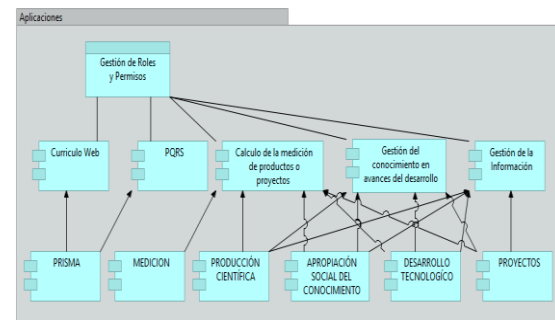 Aplicaciones
Gestión de Roles
y Permisos
Curriculo Web
PQRS
Calculo de la medición
de productos o
proyectos
Gestión del
conocimiento en
avances del desarrollo
Gestión de la
Información
PRISMA
MEDICION
PRODUCCIÓN
CIENTÍFICA
APROPIACIÓN
SOCIAL DEL
CONOCIMIENTO
DESARROLLO
TECNOLOGÍCO
PROYECTOS